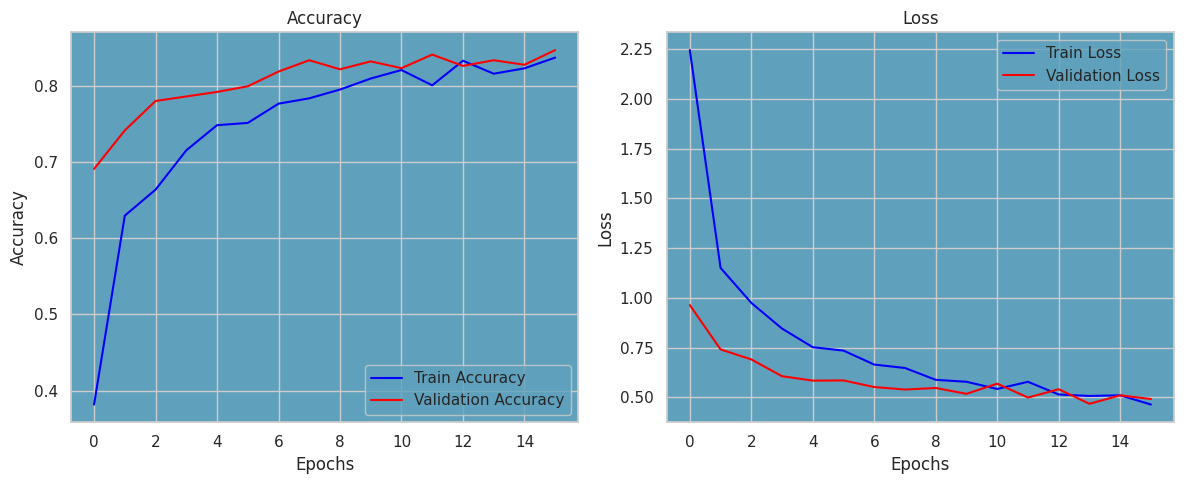 Accuracy
Accuracy
0.8
0.7
0.6
0.5
0.4
Train Accuracy
Validation Accuracy
0 2 4 6 8 10 12 14
Epochs
Loss
Loss
2.25
2.00
1.75
1.50
1.25
1.00
0.75
0.50
Train Loss
Validation Loss
0 2 4 6 8 10 12 14
Epochs